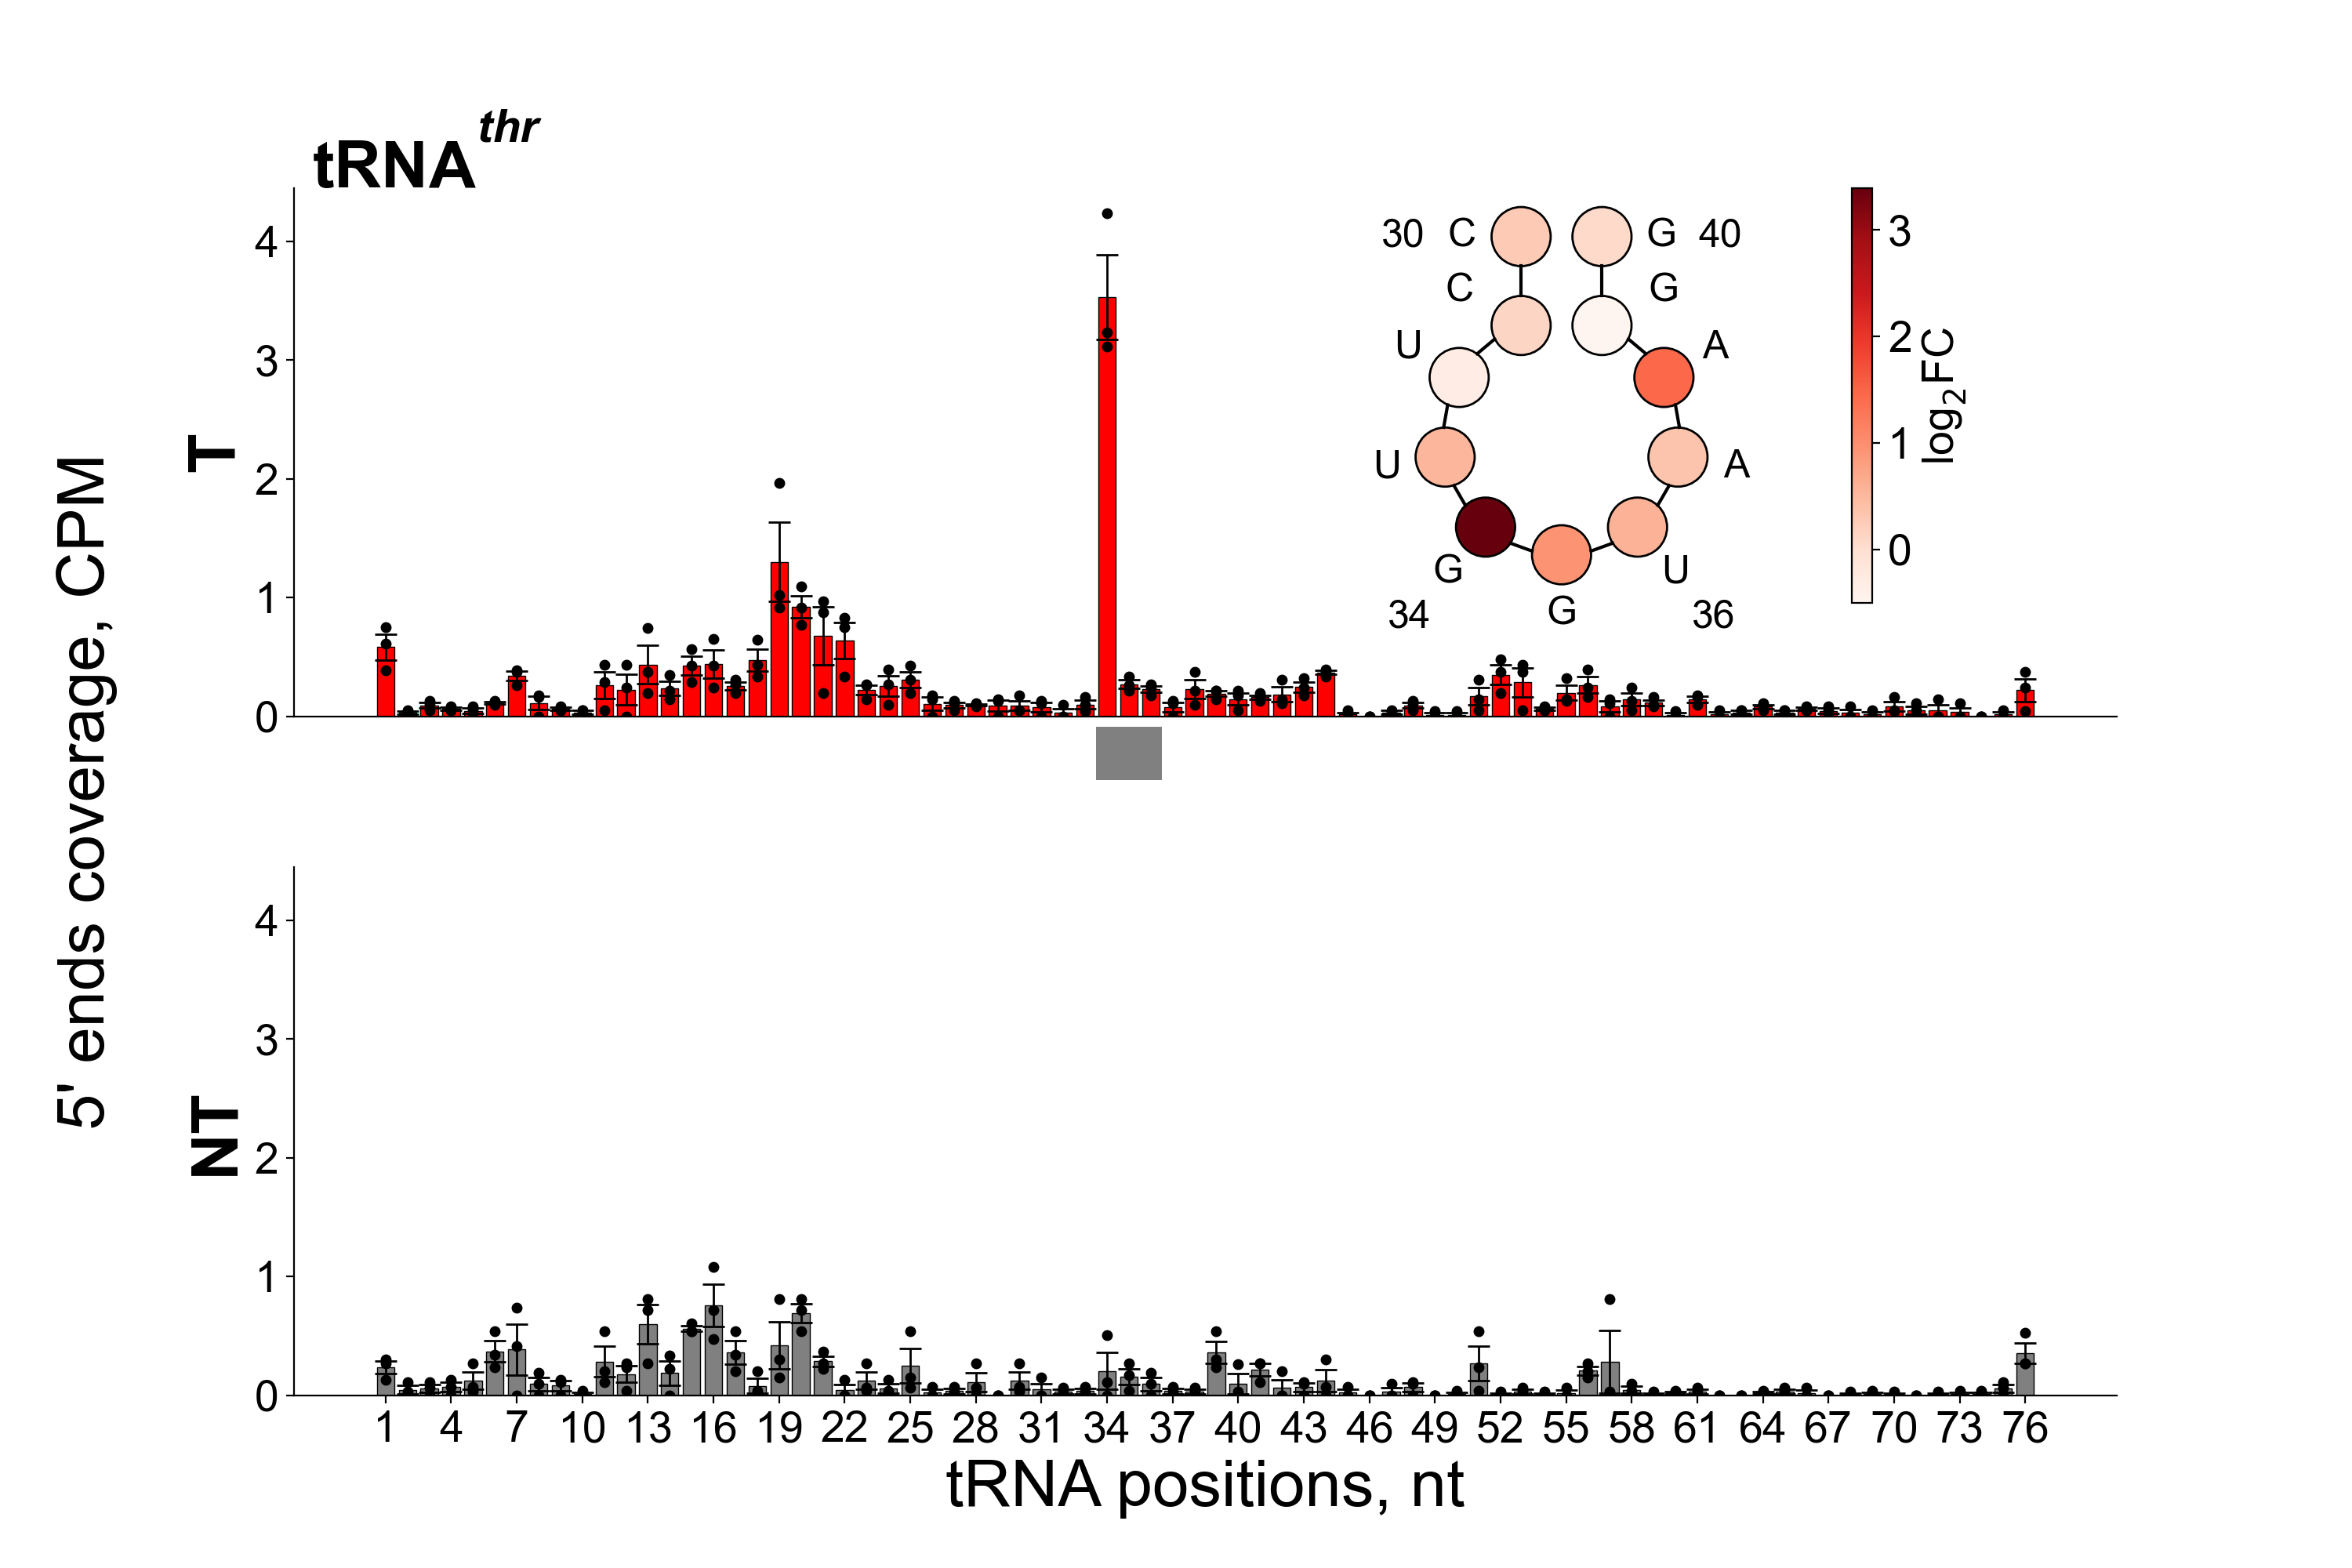 tRNA^thr
5' ends coverage, CPM
T
4
3
2
1
0
30 C G 40
C G
U A
U A
G U
34 G 36
3
2
1
0
log₂FC
NT
4
3
2
1
0
1 4 7 10 13 16 19 22 25 28 31 34 37 40 43 46 49 52 55 58 61 64 67 70 73 76
tRNA positions, nt